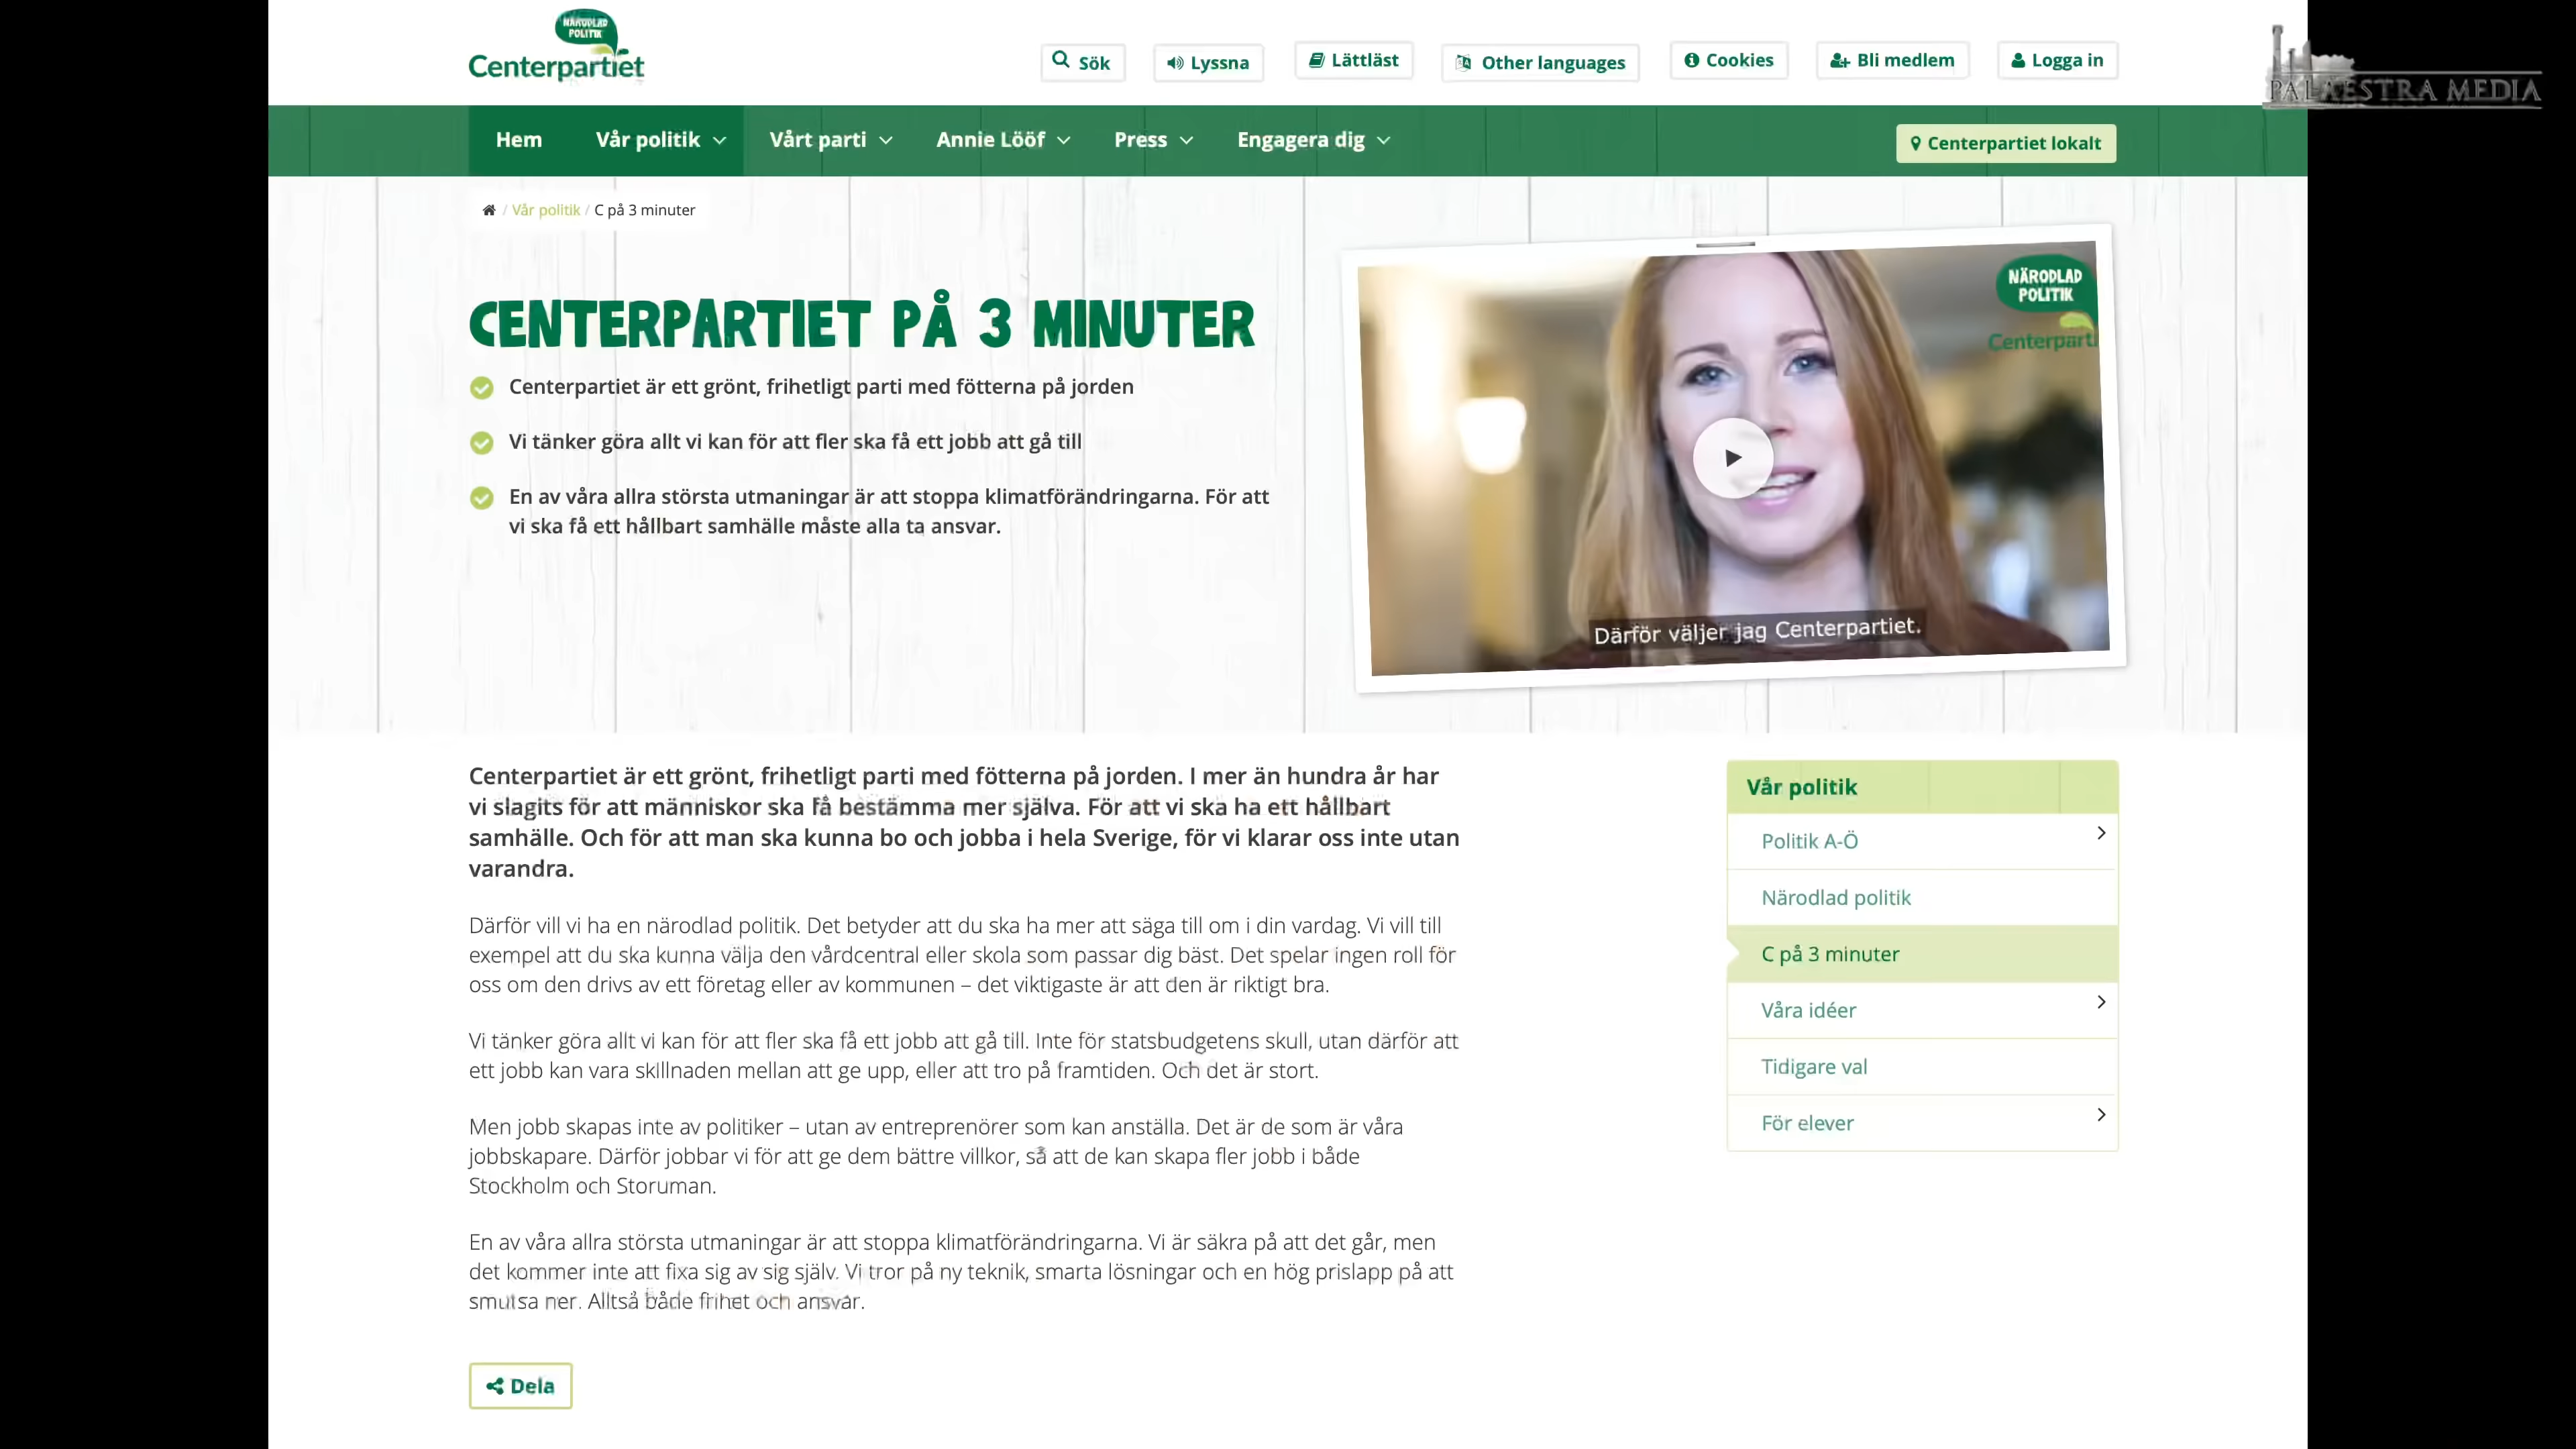 NÄRODLAD
POLITIK
Centerpartiet
Sök
Lyssna
Lättläst
Other languages
Cookies
Bli medlem
Logga in
PALAESTRA MEDIA
Hem
Vår politik
Vårt parti
Annie Lööf
Press
Engagera dig
Centerpartiet lokalt
/ Vår politik / C på 3 minuter
CENTERPARTIET PÅ 3 MINUTER
Centerpartiet är ett grönt, frihetligt parti med fötterna på jorden
Vi tänker göra allt vi kan för att fler ska få ett jobb att gå till
En av våra allra största utmaningar är att stoppa klimatförändringarna. För att
vi ska få ett hållbart samhälle måste alla ta ansvar.
NÄRODLAD
POLITIK
Centerparti
Därför väljer jag Centerpartiet.
Centerpartiet är ett grönt, frihetligt parti med fötterna på jorden. I mer än hundra år har
vi slagits för att människor ska få bestämma mer själva. För att vi ska ha ett hållbart
samhälle. Och för att man ska kunna bo och jobba i hela Sverige, för vi klarar oss inte utan
varandra.
Därför vill vi ha en närodlad politik. Det betyder att du ska ha mer att säga till om i din vardag. Vi vill till
exempel att du ska kunna välja den vårdcentral eller skola som passar dig bäst. Det spelar ingen roll för
oss om den drivs av ett företag eller av kommunen – det viktigaste är att den är riktigt bra.
Vi tänker göra allt vi kan för att fler ska få ett jobb att gå till. Inte för statsbudgetens skull, utan därför att
ett jobb kan vara skillnaden mellan att ge upp, eller att tro på framtiden. Och det är stort.
Men jobb skapas inte av politiker – utan av entreprenörer som kan anställa. Det är de som är våra
jobbskapare. Därför jobbar vi för att ge dem bättre villkor, så att de kan skapa fler jobb i både
Stockholm och Storuman.
En av våra allra största utmaningar är att stoppa klimatförändringarna. Vi är säkra på att det går, men
det kommer inte att fixa sig av sig själv. Vi tror på ny teknik, smarta lösningar och en hög prislapp på att
smutsa ner. Alltså både frihet och ansvar.
Dela
Vår politik
Politik A-Ö
Närodlad politik
C på 3 minuter
Våra idéer
Tidigare val
För elever